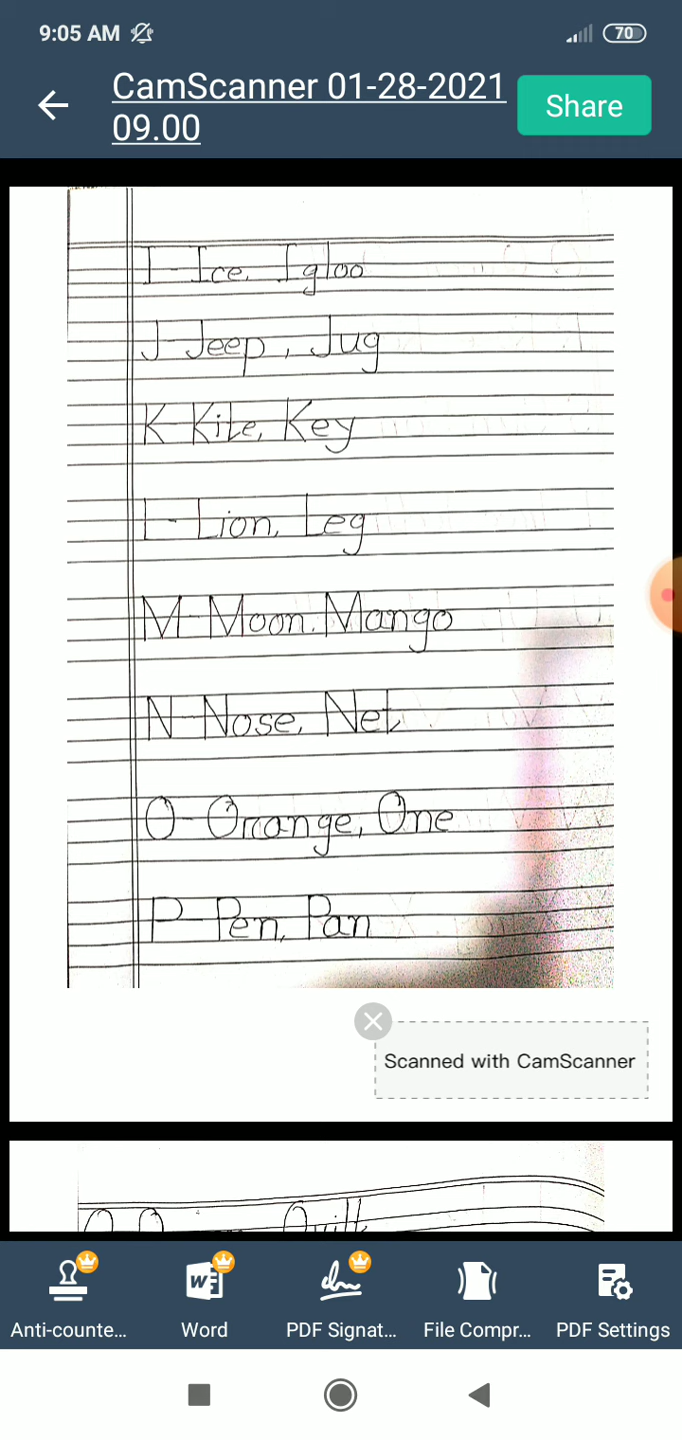 9:05 AM 70
CamScanner 01-28-2021
09.00
Share
I - Ice, Igloo
J - Jeep, Jug
K - Kite, Key
L - Lion, Leg
M - Moon, Mango
N - Nose, Net
O - Orange, One
P - Pen, Pan
Scanned with CamScanner
Anti-counte... Word PDF Signat... File Compr... PDF Settings